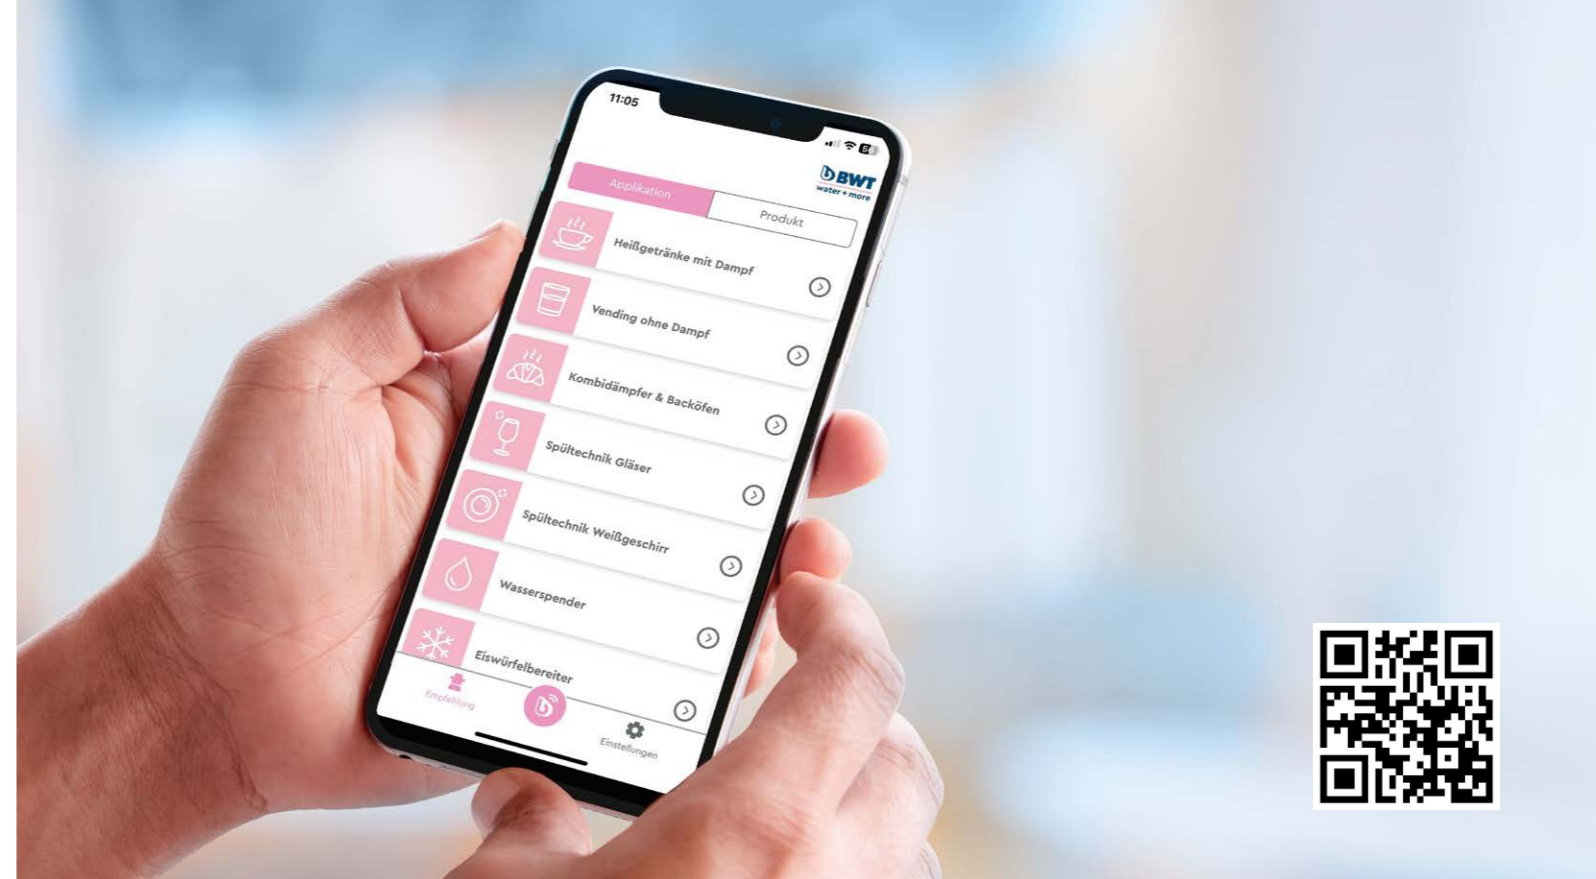 11:05
BWT
water + more
Applikation
Produkt
Heißgetränke mit Dampf
Vending ohne Dampf
Kombidämpfer & Backöfen
Spültechnik Gläser
Spültechnik Weißgeschirr
Wasserspender
Eiswürfelbereiter
Empfehlung
Einstellungen